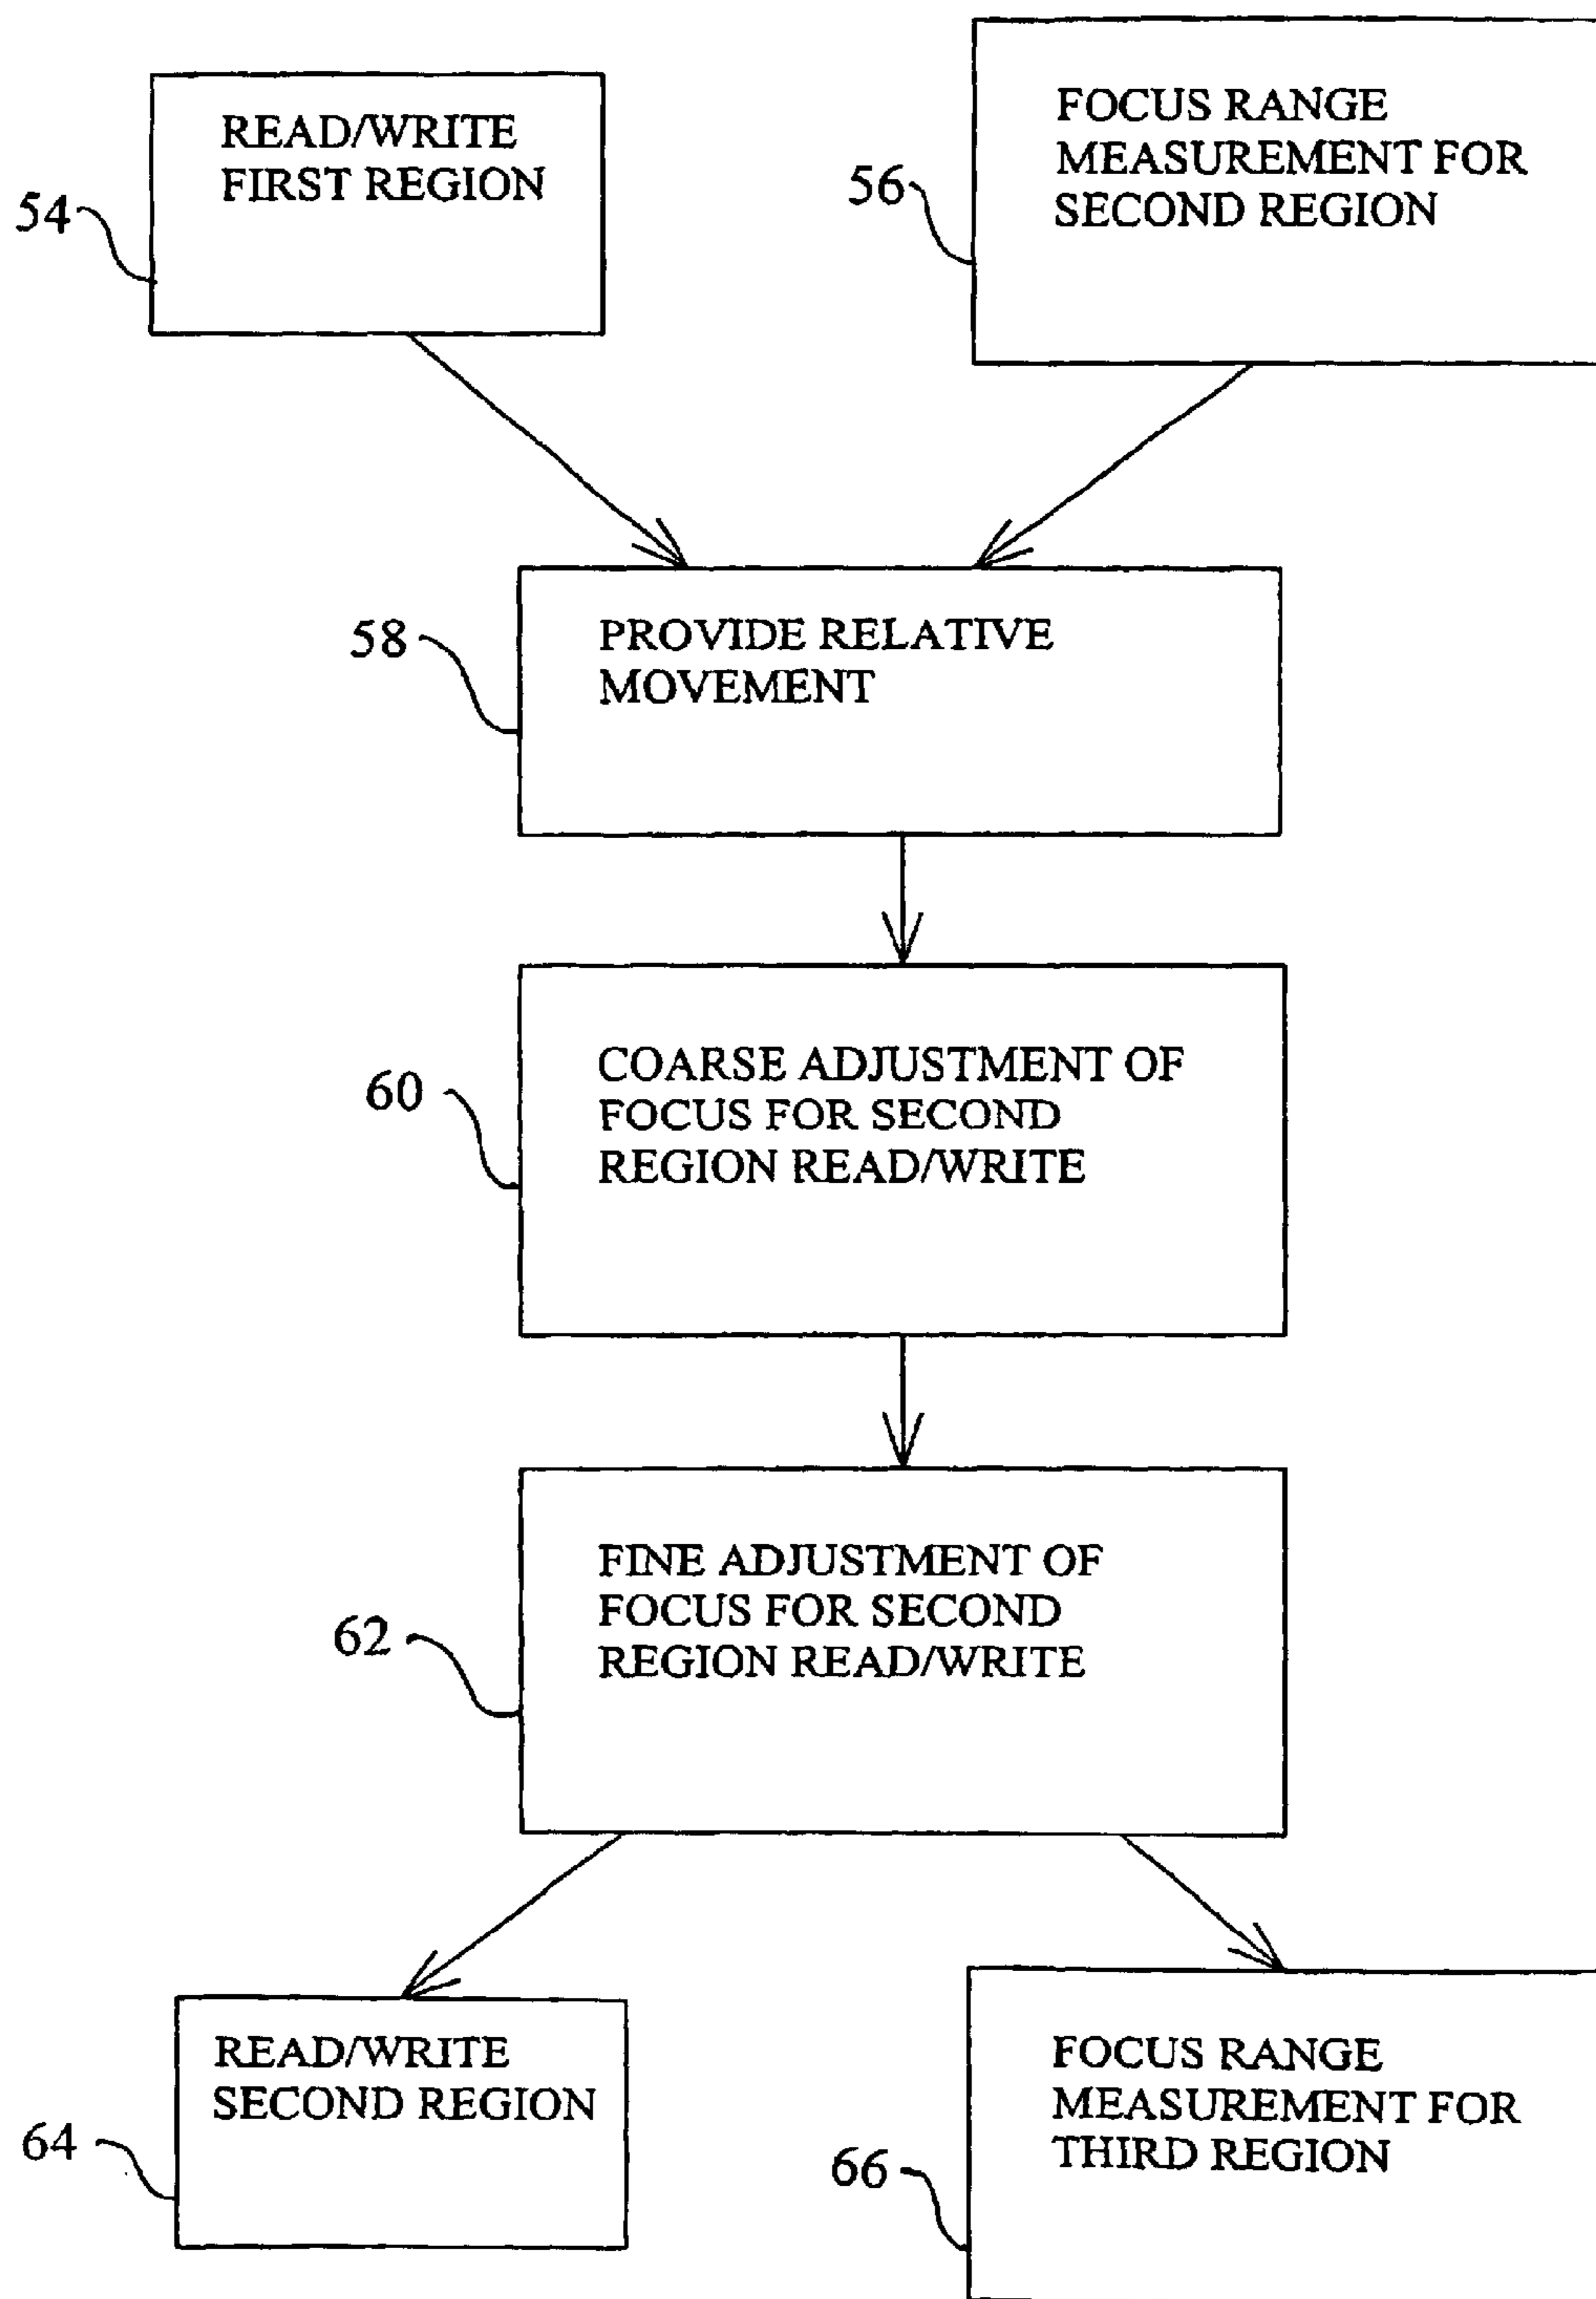 READ/WRITE
FIRST REGION
54
FOCUS RANGE
MEASUREMENT FOR
SECOND REGION
56
PROVIDE RELATIVE
MOVEMENT
58
COARSE ADJUSTMENT OF
FOCUS FOR SECOND
REGION READ/WRITE
60
FINE ADJUSTMENT OF
FOCUS FOR SECOND
REGION READ/WRITE
62
READ/WRITE
SECOND REGION
64
FOCUS RANGE
MEASUREMENT FOR
THIRD REGION
66